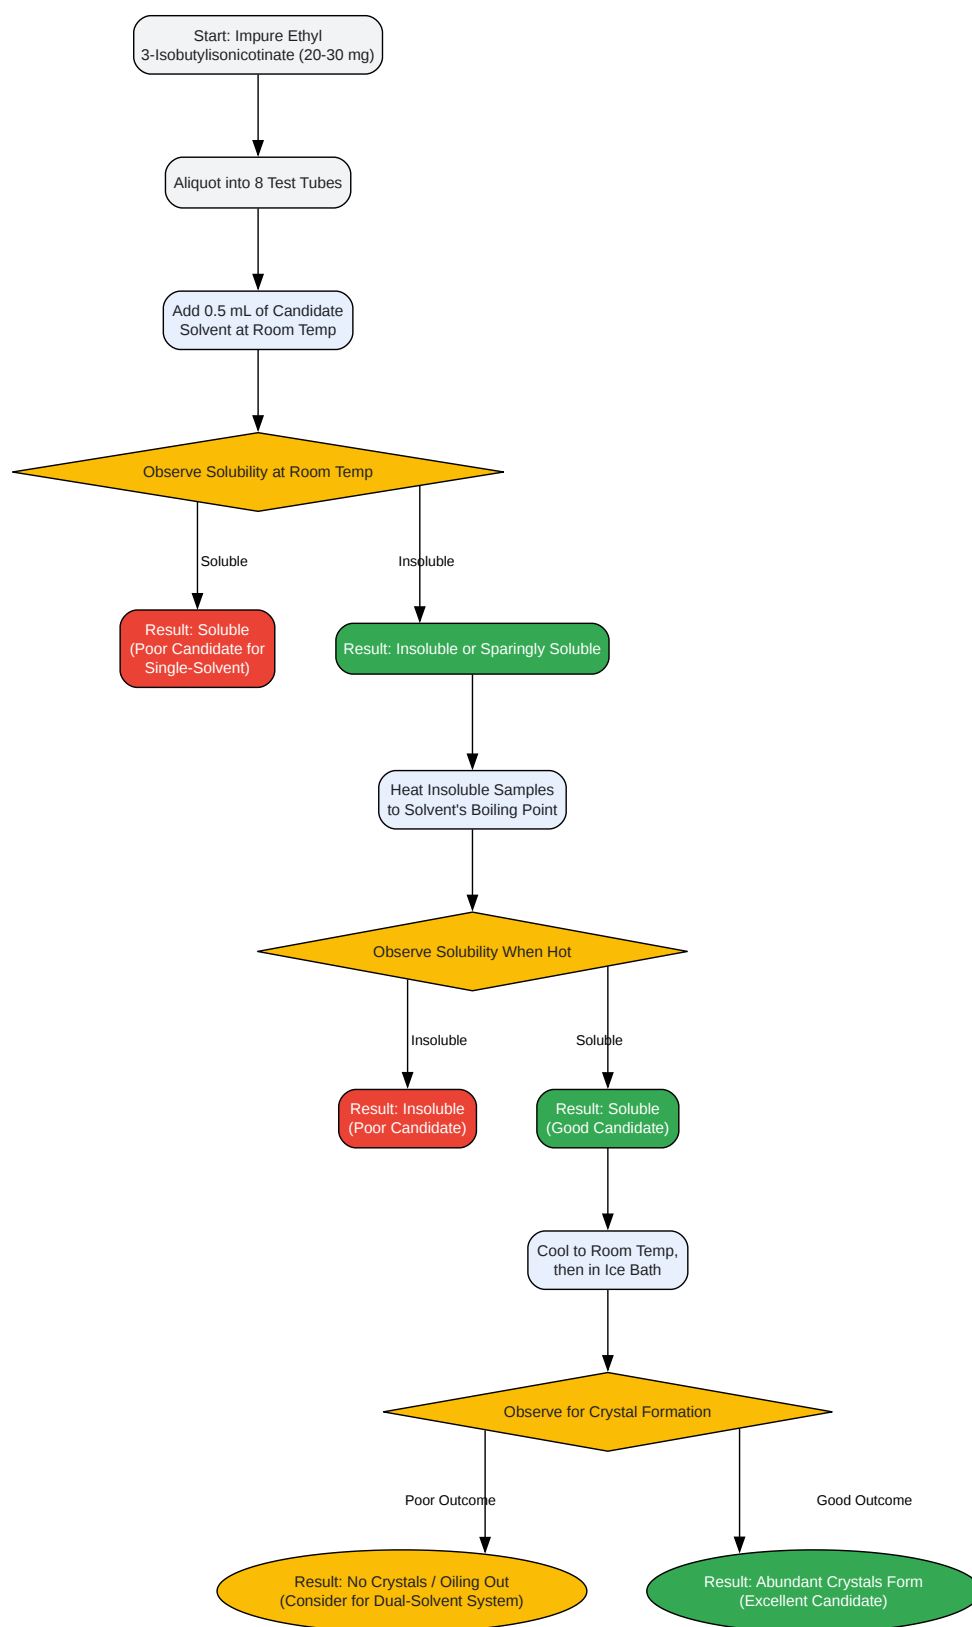 Start: Impure Ethyl
3-Isobutylisonicotinate (20-30 mg)
Aliquot into 8 Test Tubes
Add 0.5 mL of Candidate
Solvent at Room Temp
Observe Solubility at Room Temp
Soluble
Insoluble
Result: Soluble
(Poor Candidate for
Single-Solvent)
Result: Insoluble or Sparingly Soluble
Heat Insoluble Samples
to Solvent's Boiling Point
Observe Solubility When Hot
Insoluble
Soluble
Result: Insoluble
(Poor Candidate)
Result: Soluble
(Good Candidate)
Cool to Room Temp,
then in Ice Bath
Observe for Crystal Formation
Poor Outcome
Good Outcome
Result: No Crystals / Oiling Out
(Consider for Dual-Solvent System)
Result: Abundant Crystals Form
(Excellent Candidate)